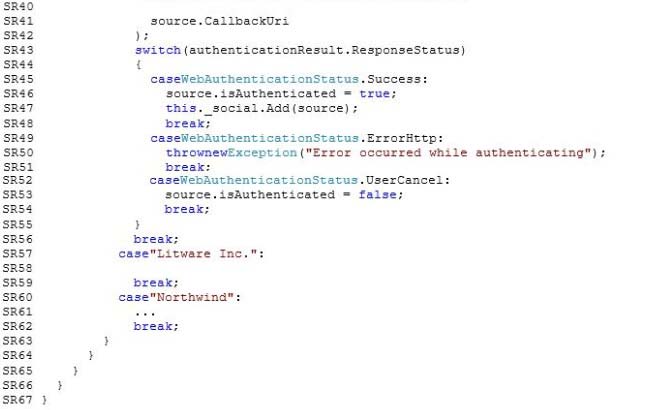 SR40
SR41 source.CallbackUri
SR42 );
SR43 switch(authenticationResult.ResponseStatus)
SR44 {
SR45 caseWebAuthenticationStatus.Success:
SR46 source.isAuthenticated = true;
SR47 this._social.Add(source);
SR48 break;
SR49 caseWebAuthenticationStatus.ErrorHttp:
SR50 thrownewException("Error occurred while authenticating");
SR51 break:
SR52 caseWebAuthenticationStatus.UserCancel:
SR53 source.isAuthenticated = false;
SR54 break;
SR55 }
SR56 break;
SR57 case"Litware Inc.":
SR58
SR59 break;
SR60 case"Northwind":
SR61 ...
SR62 break;
SR63 }
SR64 }
SR65 }
SR66 }
SR67 }